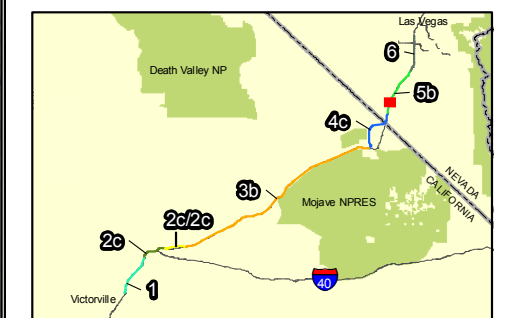 Las Vegas
6
Death Valley NP
5b
4c
NEVADA
CALIFORNIA
3b
Mojave NPRES
2c/2c
2c
40
1
Victorville